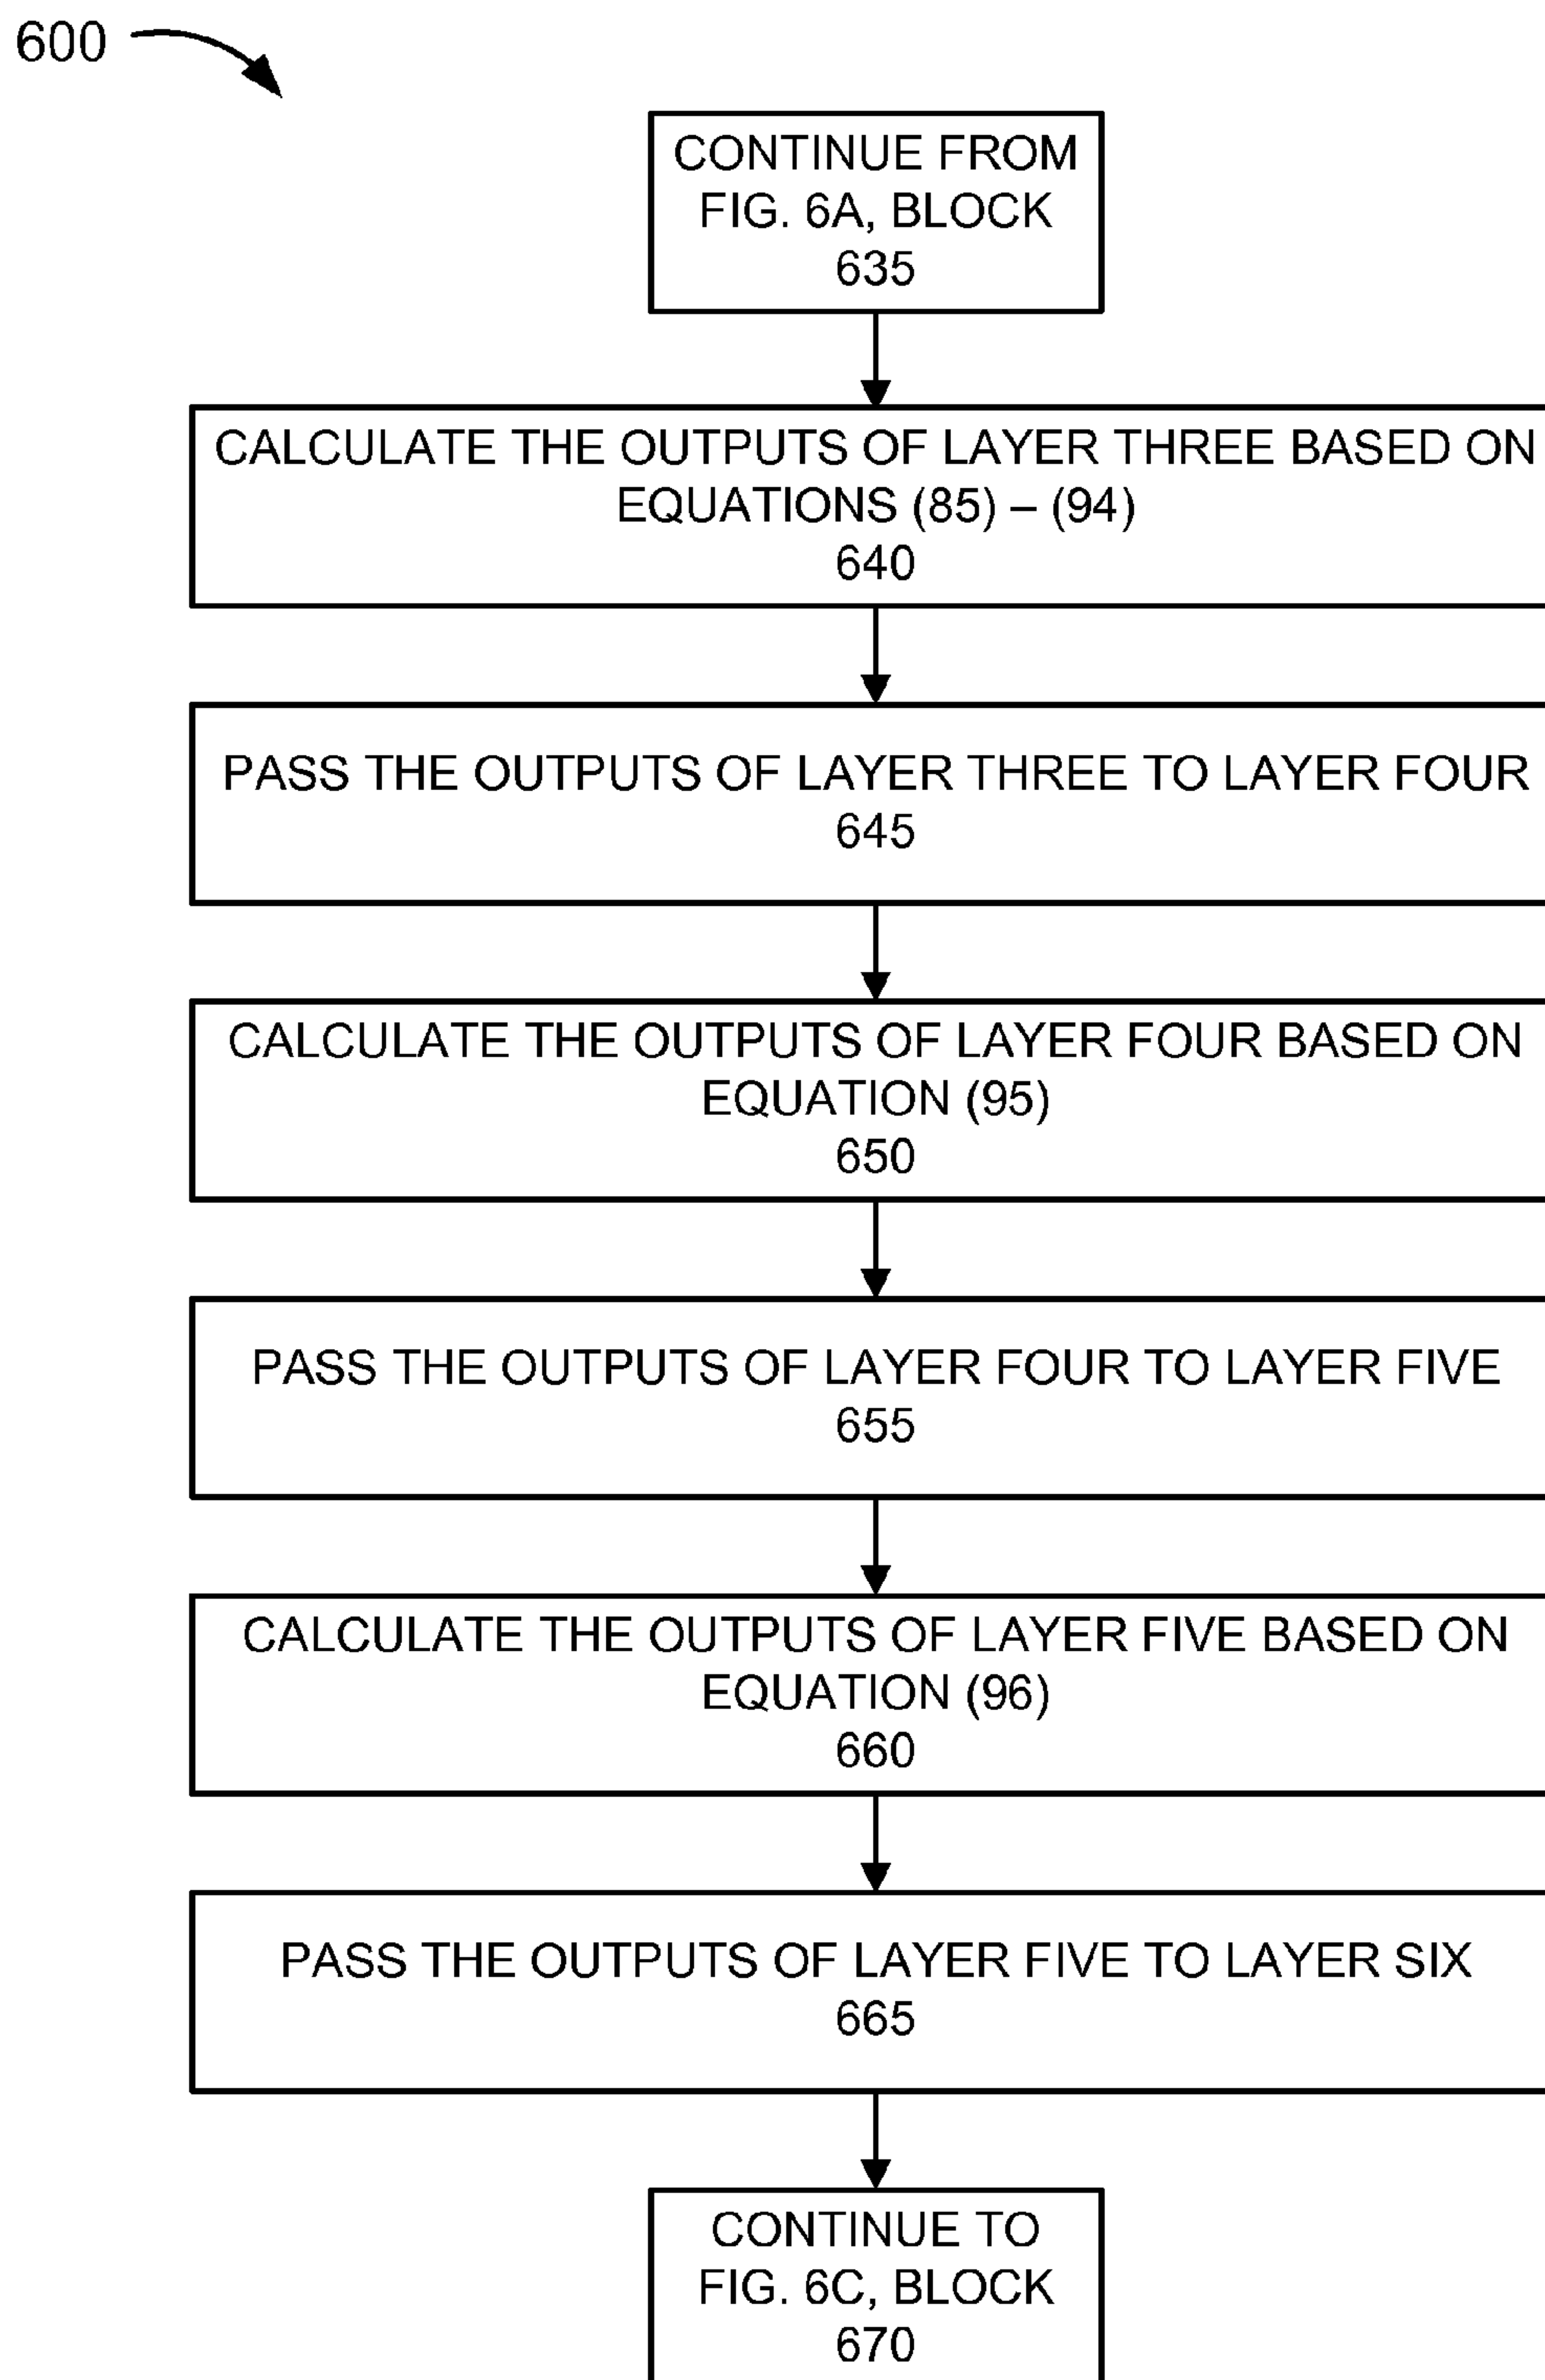 600
CONTINUE FROM
FIG. 6A, BLOCK
635
CALCULATE THE OUTPUTS OF LAYER THREE BASED ON
EQUATIONS (85) – (94)
640
PASS THE OUTPUTS OF LAYER THREE TO LAYER FOUR
645
CALCULATE THE OUTPUTS OF LAYER FOUR BASED ON
EQUATION (95)
650
PASS THE OUTPUTS OF LAYER FOUR TO LAYER FIVE
655
CALCULATE THE OUTPUTS OF LAYER FIVE BASED ON
EQUATION (96)
660
PASS THE OUTPUTS OF LAYER FIVE TO LAYER SIX
665
CONTINUE TO
FIG. 6C, BLOCK
670